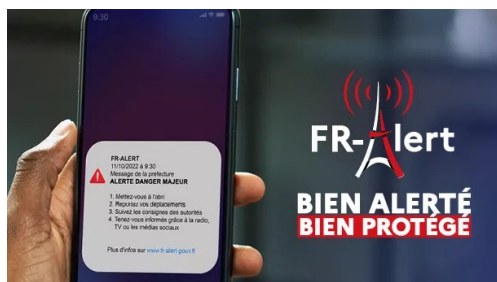 9:30
FR-ALERT
11/10/2022 à 9:30
Message de la préfecture
ALERTE DANGER MAJEUR
1. Mettez-vous à l'abri
2. Reportez vos déplacements
3. Suivez les consignes des autorités
4. Tenez-vous informés grâce à la radio,
TV ou les médias sociaux
Plus d'infos sur www.fr-alert.gouv.fr
FR-Alert
BIEN ALERTÉ
BIEN PROTÉGÉ